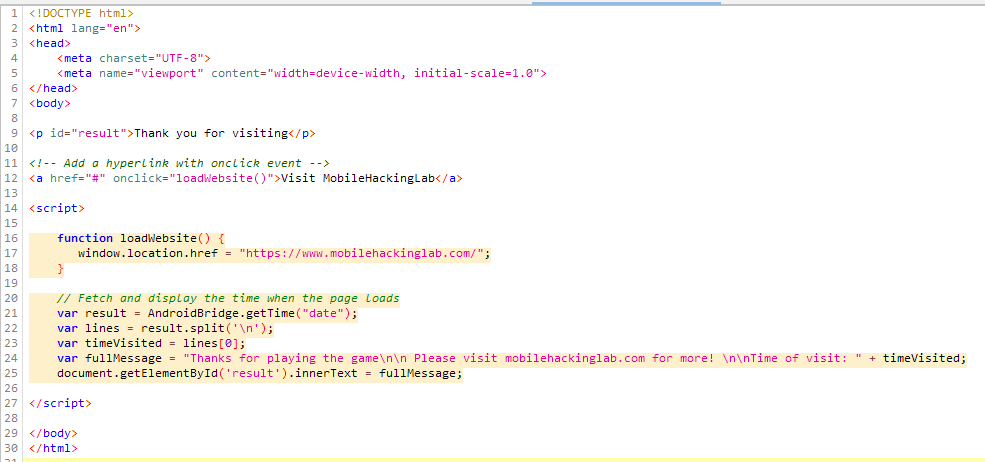 1 <!DOCTYPE html>
2 <html lang="en">
3 <head>
4     <meta charset="UTF-8">
5     <meta name="viewport" content="width=device-width, initial-scale=1.0">
6 </head>
7 <body>
8
9 <p id="result">Thank you for visiting</p>
10
11 <!-- Add a hyperlink with onclick event -->
12 <a href="#" onclick="loadWebsite()">Visit MobileHackingLab</a>
13
14 <script>
15
16     function loadWebsite() {
17        window.location.href = "https://www.mobilehackinglab.com/";
18     }
19
20     // Fetch and display the time when the page loads
21     var result = AndroidBridge.getTime("date");
22     var lines = result.split('\n');
23     var timeVisited = lines[0];
24     var fullMessage = "Thanks for playing the game\n\n Please visit mobilehackinglab.com for more! \n\nTime of visit: " + timeVisited;
25     document.getElementById('result').innerText = fullMessage;
26
27 </script>
28
29 </body>
30 </html>
31